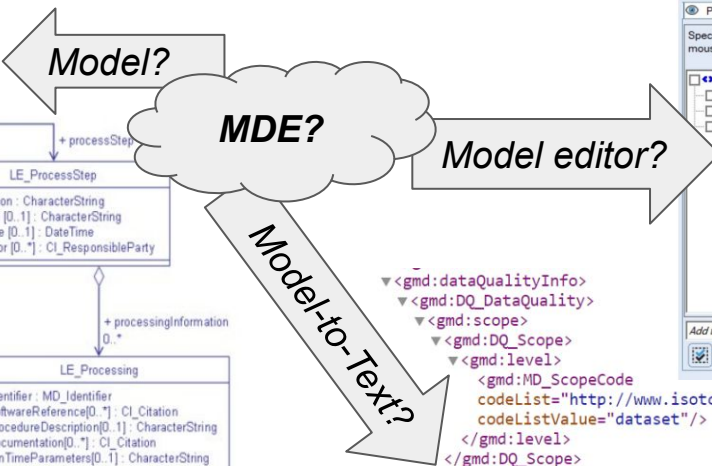 Model?
MDE?
Model editor?
Model-to-Text?
+ processStep
LE_ProcessStep
on : CharacterString
[0..1] : CharacterString
e [0..1] : DateTime
or [0..*] : CI_ResponsibleParty
+ processingInformation
0..*
LE_Processing
entifier : MD_Identifier
ftwareReference[0..*] : CI_Citation
ocedureDescription[0..1] : CharacterString
cumentation[0..*] : CI_Citation
nTimeParameters[0..1] : CharacterString
<gmd:dataQualityInfo>
<gmd:DQ_DataQuality>
<gmd:scope>
<gmd:DQ_Scope>
<gmd:level>
<gmd:MD_ScopeCode
codeList="http://www.isotc
codeListValue="dataset"/>
</gmd:level>
</gmd:DQ_Scope>
P
Spec
mous
Add